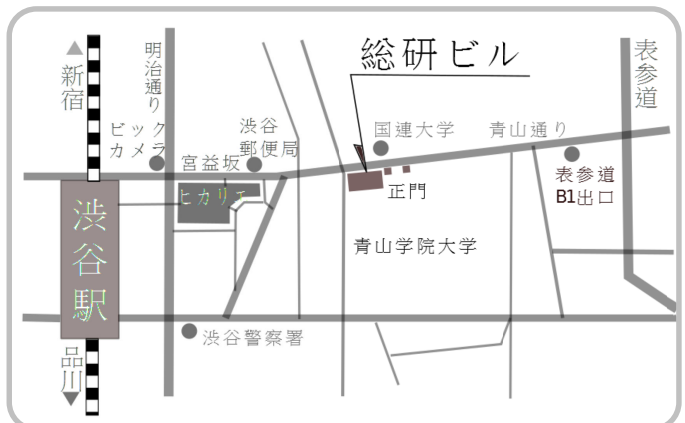 総研ビル
新宿
明治通り
表参道
ビック
カメラ
渋谷
郵便局
国連大学
青山通り
宮益坂
ヒカリエ
正門
表参道
B1出口
渋谷駅
青山学院大学
渋谷警察署
品川